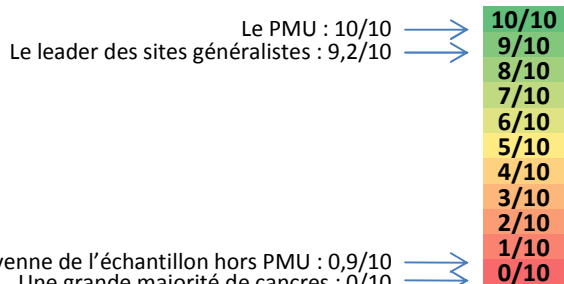 Le PMU : 10/10
Le leader des sites généralistes : 9,2/10
yenne de l'échantillon hors PMU : 0,9/10
Une grande majorité de cancres : 0/10
10/10
9/10
8/10
7/10
6/10
5/10
4/10
3/10
2/10
1/10
0/10